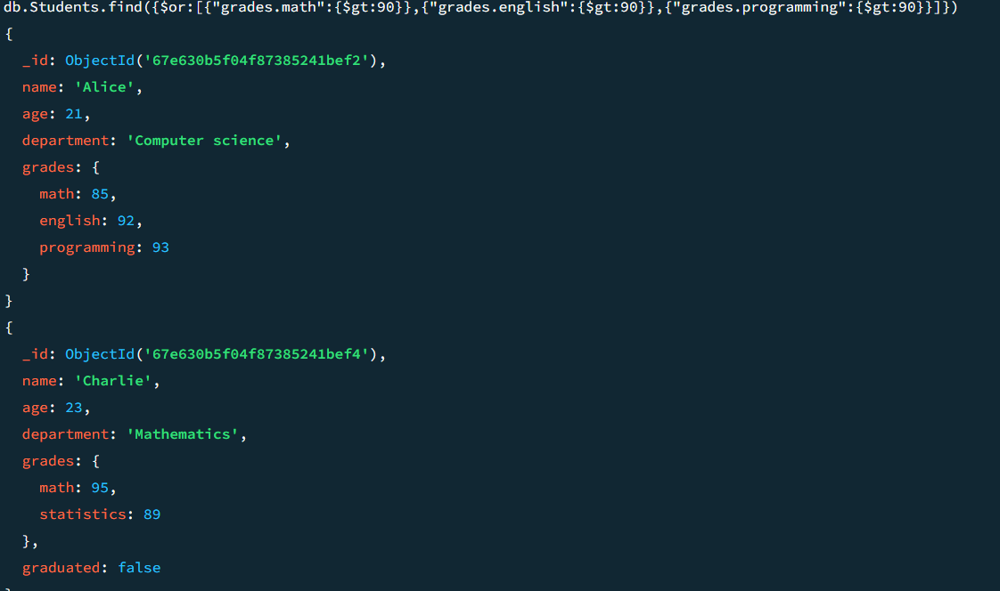 db.Students.find({$or:[{"grades.math":{$gt:90}},{"grades.english":{$gt:90}},{"grades.programming":{$gt:90}}]})
{
  _id: ObjectId('67e630b5f04f87385241bef2'),
  name: 'Alice',
  age: 21,
  department: 'Computer science',
  grades: {
    math: 85,
    english: 92,
    programming: 93
  }
}
{
  _id: ObjectId('67e630b5f04f87385241bef4'),
  name: 'Charlie',
  age: 23,
  department: 'Mathematics',
  grades: {
    math: 95,
    statistics: 89
  },
  graduated: false